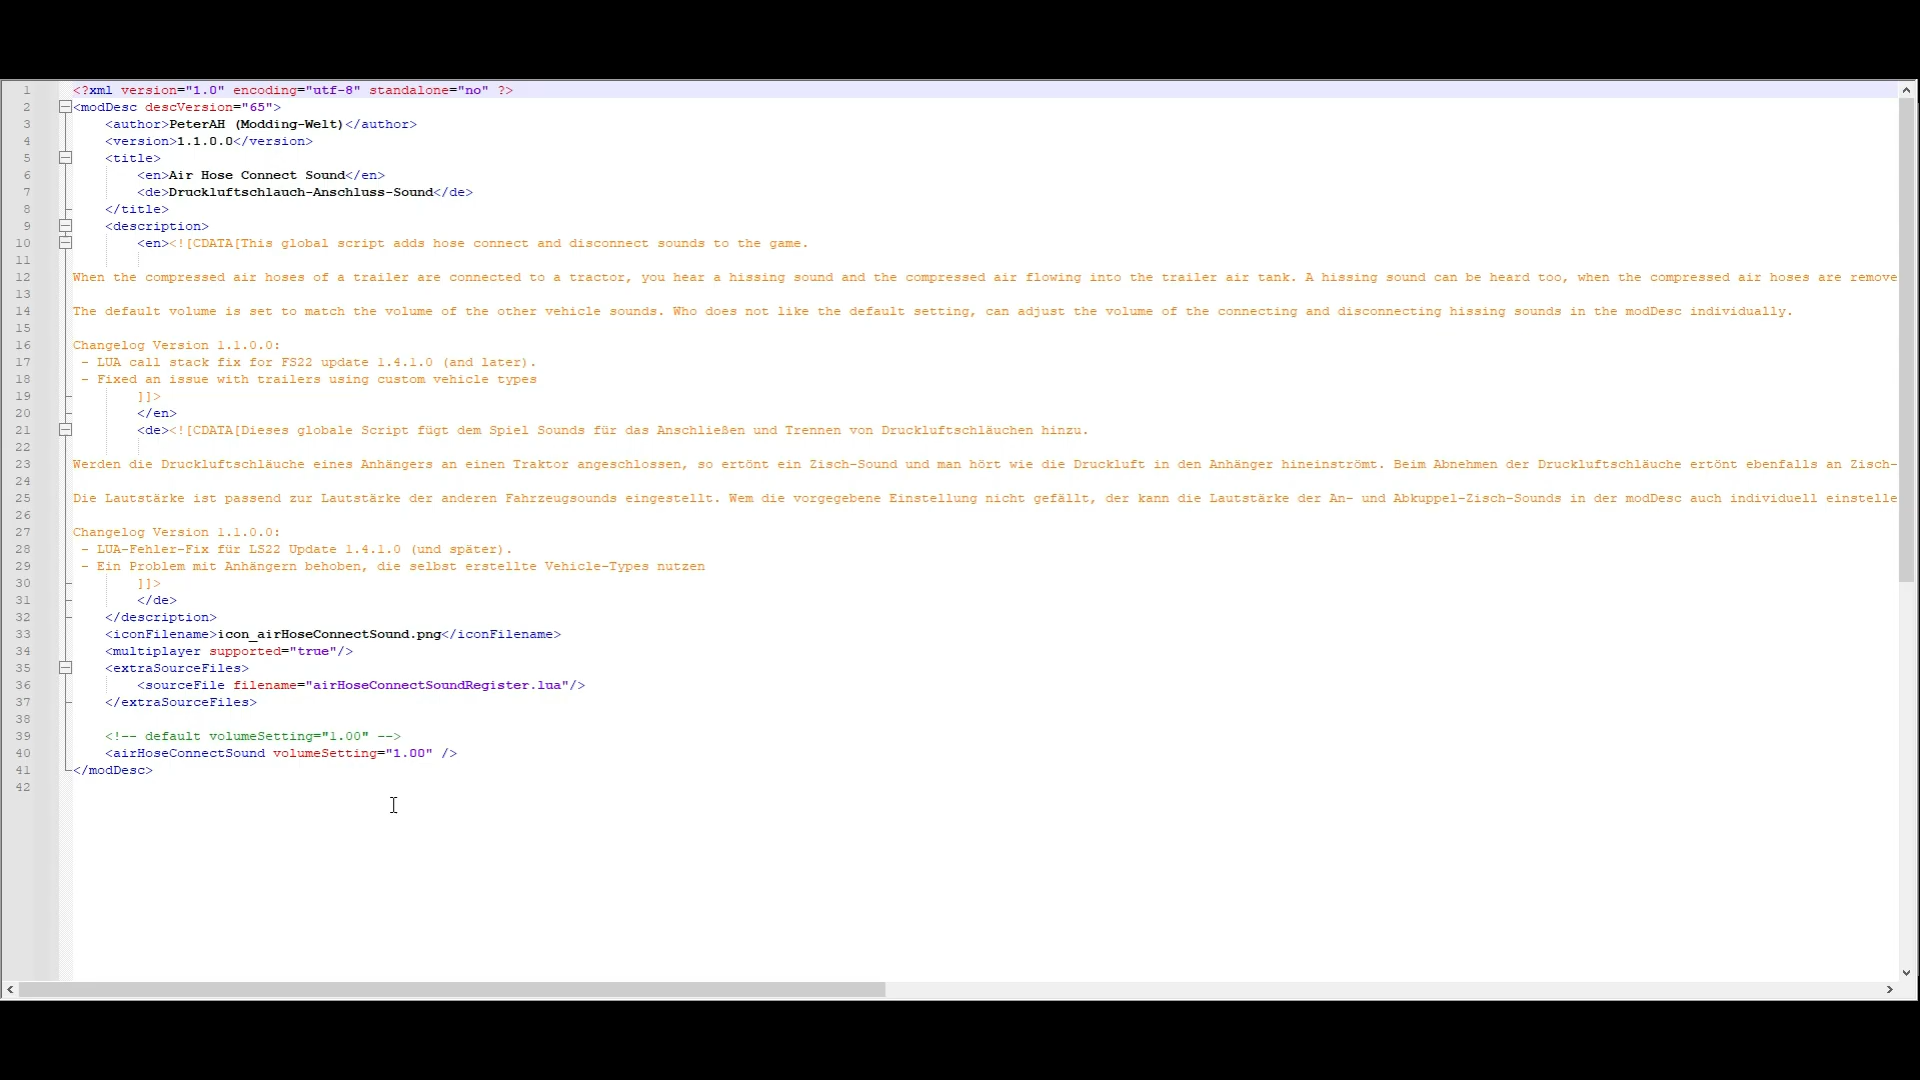 1 <?xml version="1.0" encoding="utf-8" standalone="no" ?>
2 <modDesc descVersion="65">
3 <author>PeterAH (Modding-Welt)</author>
4 <version>1.1.0.0</version>
5 <title>
6 <en>Air Hose Connect Sound</en>
7 <de>Druckluftschlauch-Anschluss-Sound</de>
8 </title>
9 <description>
10 <en><![CDATA[This global script adds hose connect and disconnect sounds to the game.
11
12 When the compressed air hoses of a trailer are connected to a tractor, you hear a hissing sound and the compressed air flowing into the trailer air tank. A hissing sound can be heard too, when the compressed air hoses are remove
13
14 The default volume is set to match the volume of the other vehicle sounds. Who does not like the default setting, can adjust the volume of the connecting and disconnecting hissing sounds in the modDesc individually.
15
16 Changelog Version 1.1.0.0:
17 - LUA call stack fix for FS22 update 1.4.1.0 (and later).
18 - Fixed an issue with trailers using custom vehicle types
19 ]]>
20 </en>
21 <de><![CDATA[Dieses globale Script fügt dem Spiel Sounds für das Anschließen und Trennen von Druckluftschläuchen hinzu.
22
23 Werden die Druckluftschläuche eines Anhängers an einen Traktor angeschlossen, so ertönt ein Zisch-Sound und man hört wie die Druckluft in den Anhänger hineinströmt. Beim Abnehmen der Druckluftschläuche ertönt ebenfalls an Zisch-
24
25 Die Lautstärke ist passend zur Lautstärke der anderen Fahrzeugsounds eingestellt. Wem die vorgegebene Einstellung nicht gefällt, der kann die Lautstärke der An- und Abkuppel-Zisch-Sounds in der modDesc auch individuell einstelle
26
27 Changelog Version 1.1.0.0:
28 - LUA-Fehler-Fix für LS22 Update 1.4.1.0 (und später).
29 - Ein Problem mit Anhängern behoben, die selbst erstellte Vehicle-Types nutzen
30 ]]>
31 </de>
32 </description>
33 <iconFilename>icon_airHoseConnectSound.png</iconFilename>
34 <multiplayer supported="true"/>
35 <extraSourceFiles>
36 <sourceFile filename="airHoseConnectSoundRegister.lua"/>
37 </extraSourceFiles>
38
39 <!-- default volumeSetting="1.00" -->
40 <airHoseConnectSound volumeSetting="1.00" />
41 </modDesc>
42